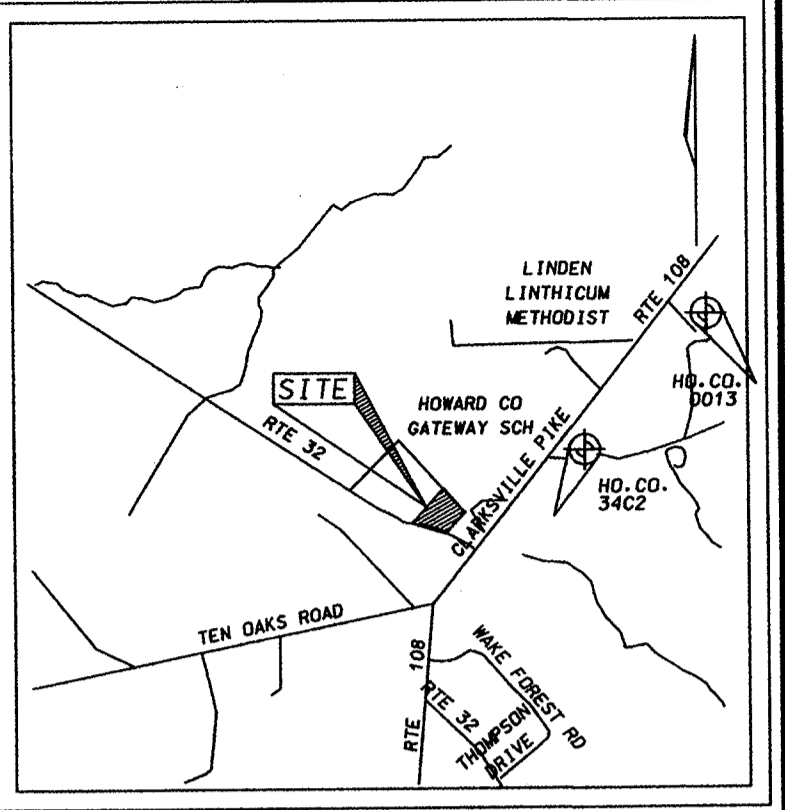 LINDEN
LINTHICUM
METHODIST
RTE 108
HO.CO.
0013
SITE
HOWARD CO
GATEWAY SCH
RTE 32
CLARKSVILLE PIKE
HO.CO.
34C2
TEN OAKS ROAD
RTE 108
RTE 32
WAKE FOREST RD
THOMPSON
DRIVE